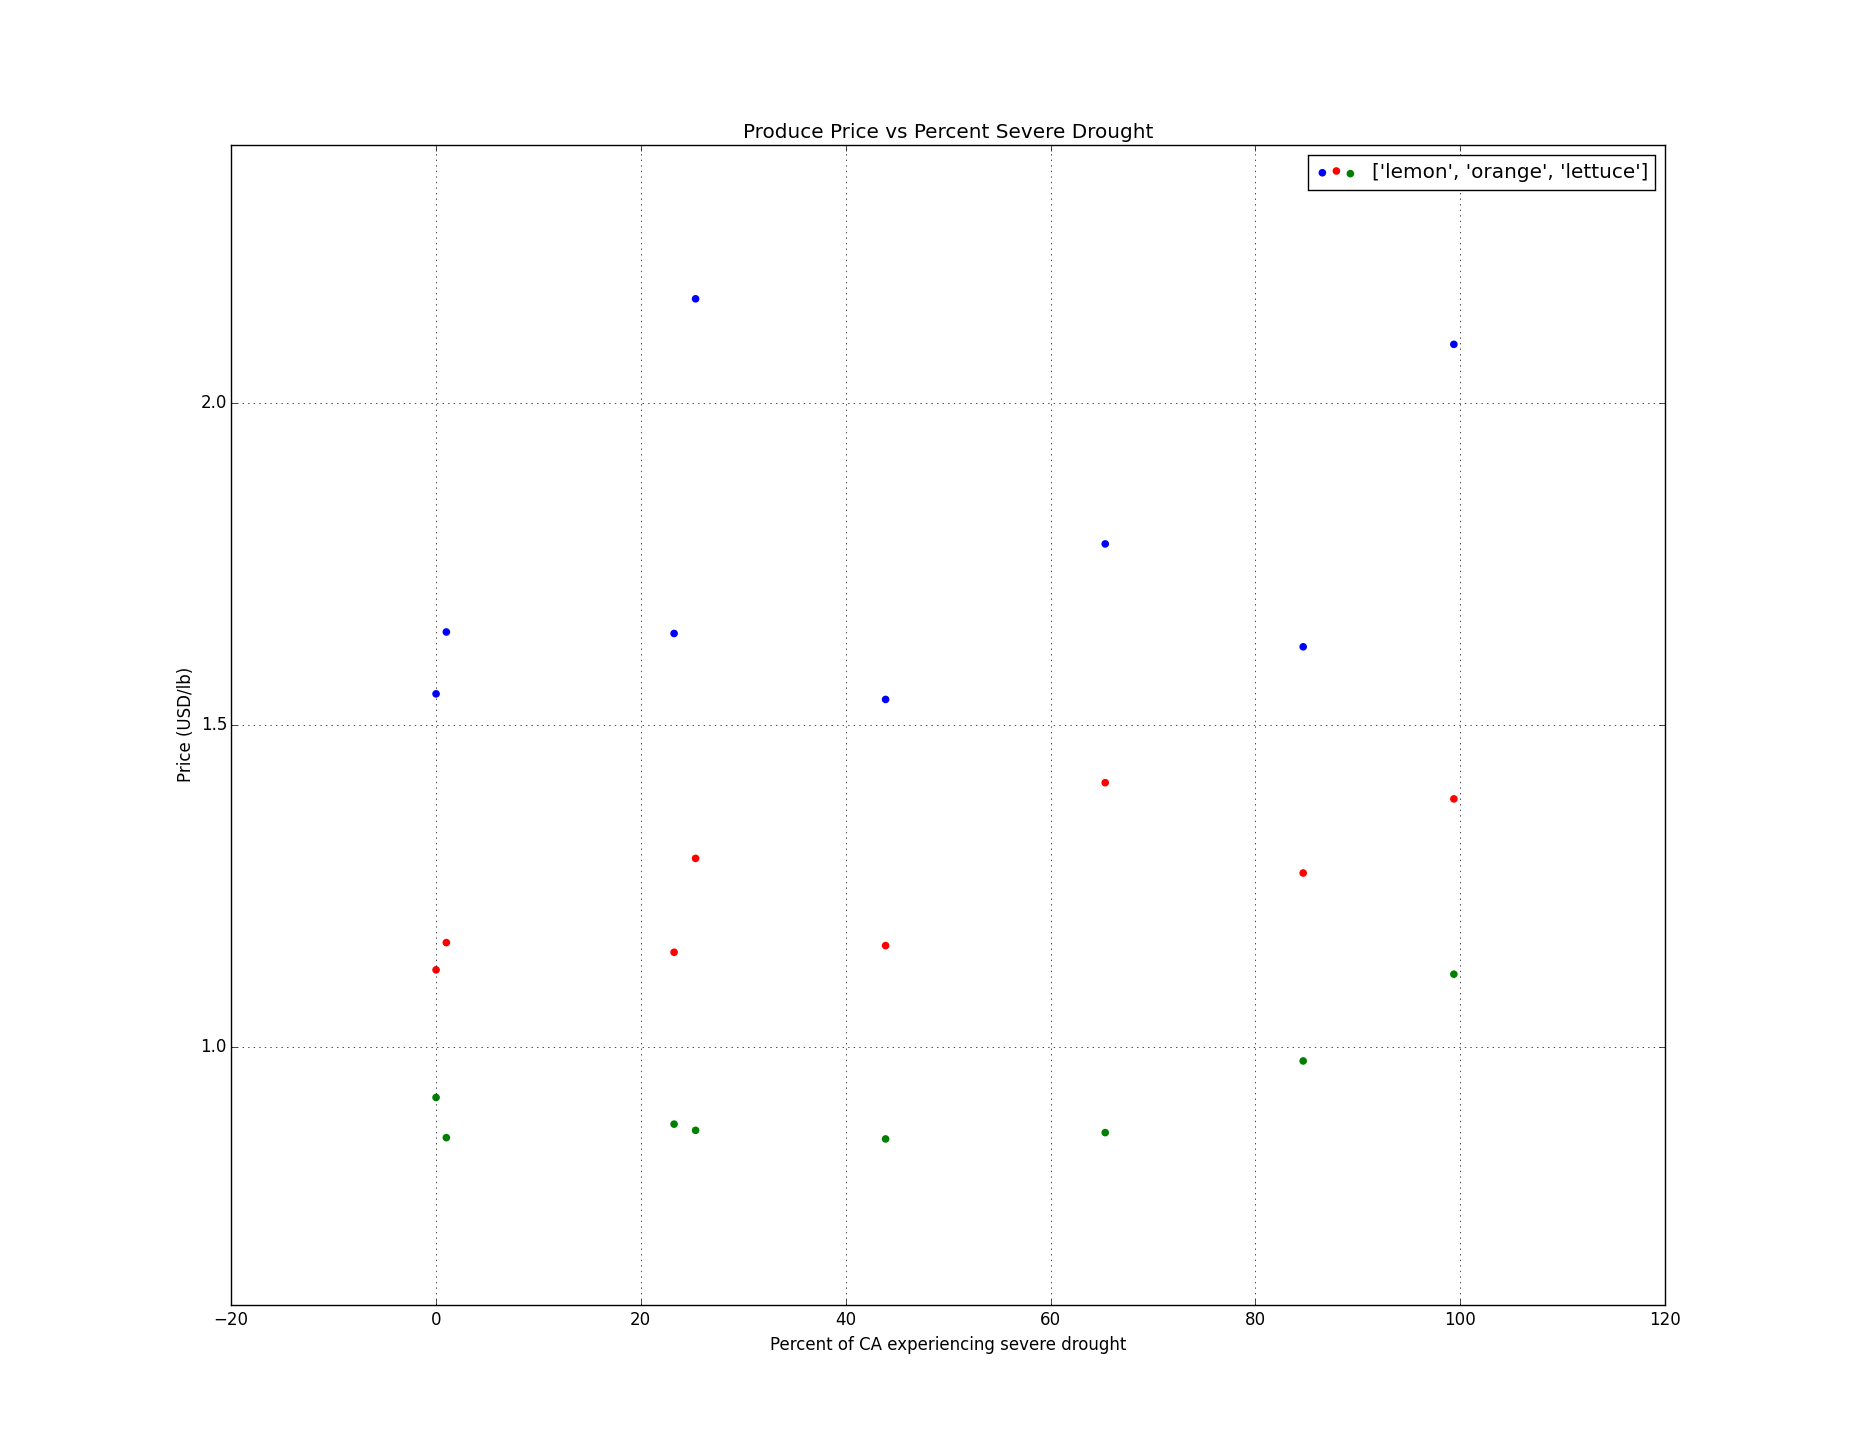 Produce Price vs Percent Severe Drought
['lemon', 'orange', 'lettuce']
2.0
1.5
1.0
Price (USD/lb)
−20 0 20 40 60 80 100 120
Percent of CA experiencing severe drought